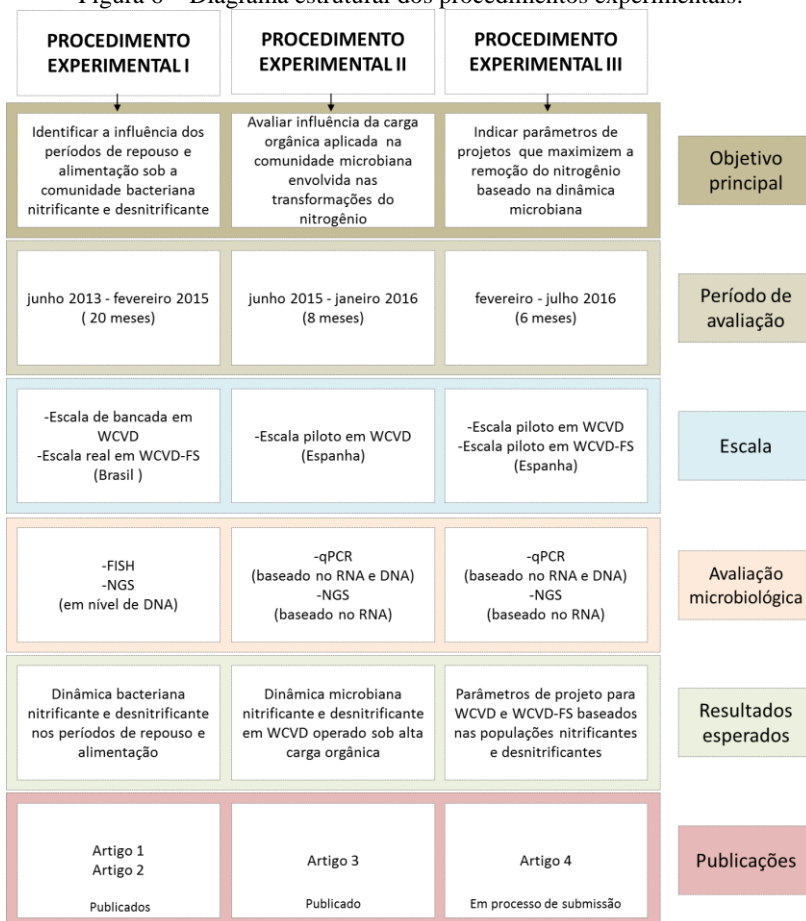 Figura 6 – Diagrama estrutural dos procedimentos experimentais.
PROCEDIMENTO
EXPERIMENTAL I
PROCEDIMENTO
EXPERIMENTAL II
PROCEDIMENTO
EXPERIMENTAL III
Identificar a influência dos
períodos de repouso e
alimentação sob a
comunidade bacteriana
nitrificante e desnitrificante
Avaliar influência da carga
orgânica aplicada na
comunidade microbiana
envolvida nas
transformações do
nitrogênio
Indicar parâmetros de
projetos que maximizem a
remoção do nitrogênio
baseado na dinâmica
microbiana
Objetivo
principal
junho 2013 - fevereiro 2015
( 20 meses)
junho 2015 - janeiro 2016
(8 meses)
fevereiro - julho 2016
(6 meses)
Período de
avaliação
-Escala de bancada em
WCVD
-Escala real em WCVD-FS
(Brasil )
-Escala piloto em WCVD
(Espanha)
-Escala piloto em WCVD
-Escala piloto em WCVD-FS
(Espanha)
Escala
-FISH
-NGS
(em nível de DNA)
-qPCR
(baseado no RNA e DNA)
-NGS
(baseado no RNA)
-qPCR
(baseado no RNA e DNA)
-NGS
(baseado no RNA)
Avaliação
microbiológica
Dinâmica bacteriana
nitrificante e desnitrificante
nos períodos de repouso e
alimentação
Dinâmica microbiana
nitrificante e desnitrificante
em WCVD operado sob alta
carga orgânica
Parâmetros de projeto para
WCVD e WCVD-FS baseados
nas populações nitrificantes
e desnitrificantes
Resultados
esperados
Artigo 1
Artigo 2
Publicados
Artigo 3
Publicado
Artigo 4
Em processo de submissão
Publicações